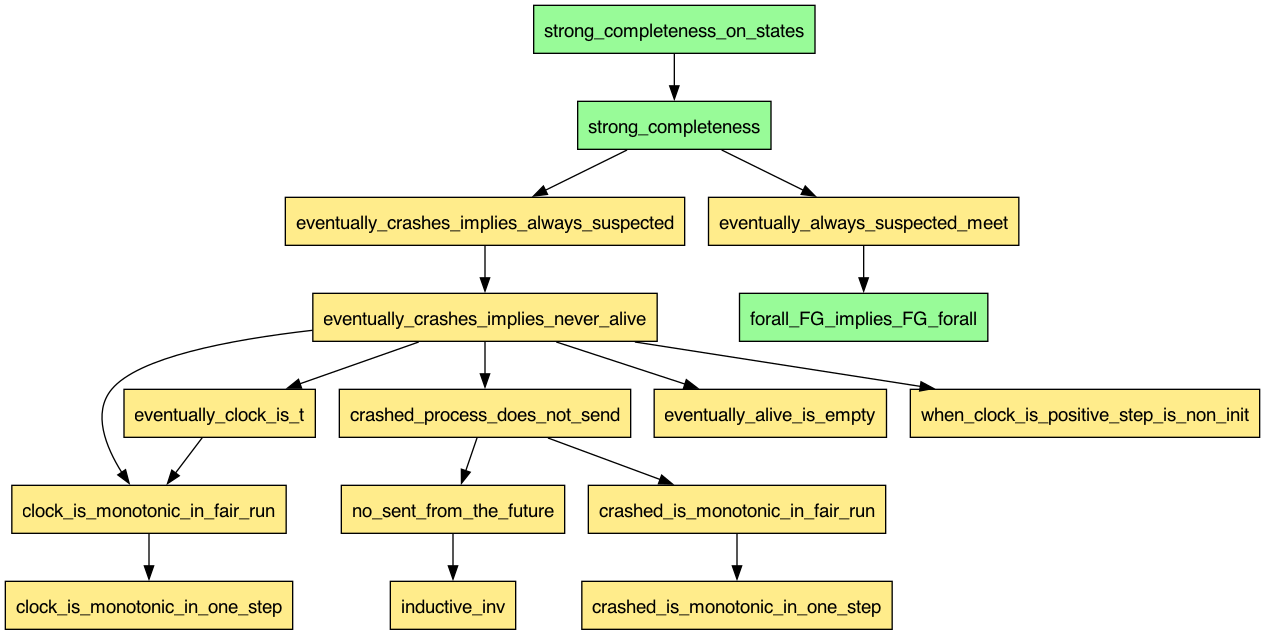 strong_completeness_on_states
strong_completeness
eventually_crashes_implies_always_suspected
eventually_always_suspected_meet
eventually_crashes_implies_never_alive
forall_FG_implies_FG_forall
eventually_clock_is_t
crashed_process_does_not_send
eventually_alive_is_empty
when_clock_is_positive_step_is_non_init
clock_is_monotonic_in_fair_run
no_sent_from_the_future
crashed_is_monotonic_in_fair_run
clock_is_monotonic_in_one_step
inductive_inv
crashed_is_monotonic_in_one_step